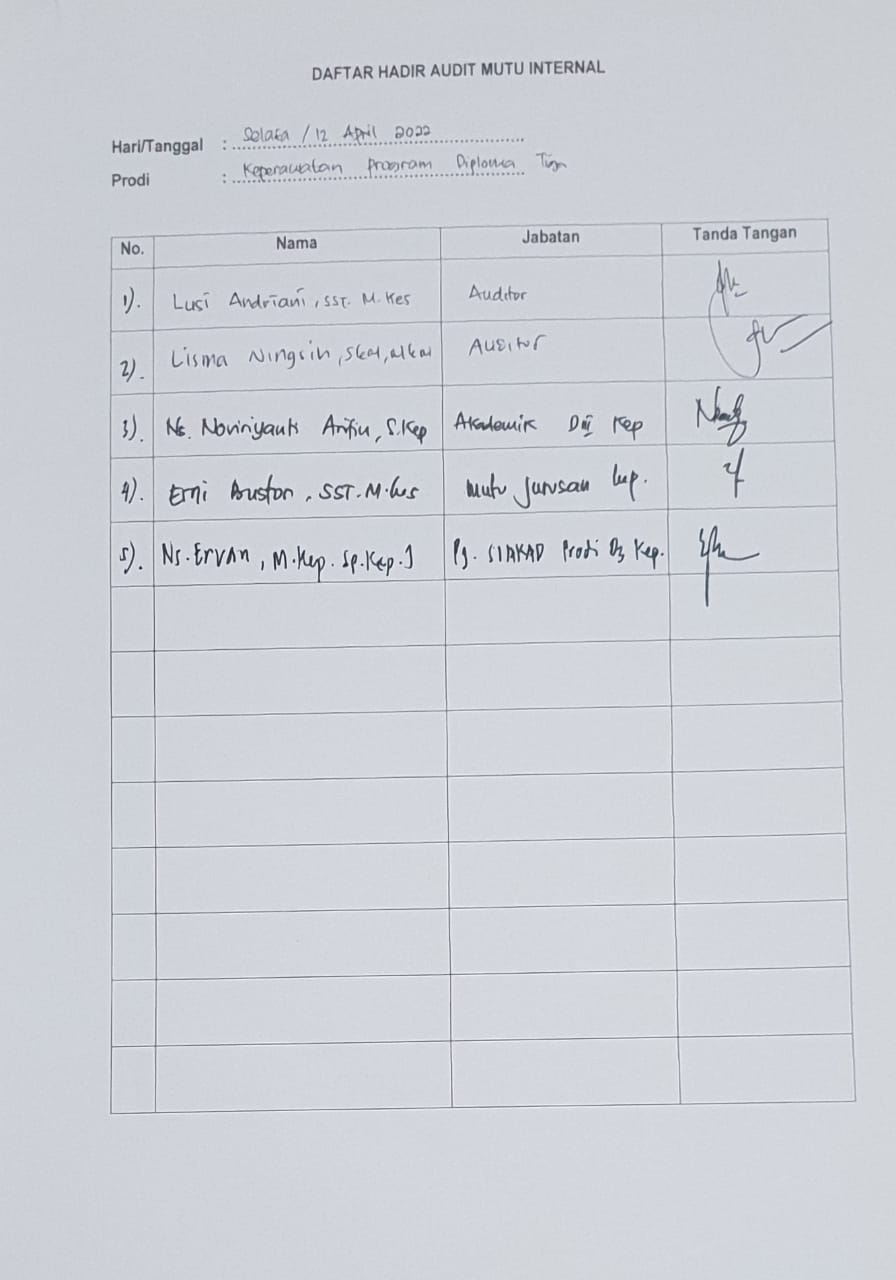 DAFTAR HADIR AUDIT MUTU INTERNAL
Hari/Tanggal : Selasa / 12 April 2022
Prodi : Keperawatan Program Diploma Tiga
No. Nama Jabatan Tanda Tangan
1). Lusi Andriani, SST. M.Kes Auditor
2). Lisma Ningsih, SKM, MKM Auditor
3). Ns. Noviriyanti Arifin, S.Kep Akademik DIII Kep
4). Erni Buston, SST. M.Kes Mutu Jurusan kep.
5). Ns. Ervan, M.Kep. Sp.Kep.J Pj. SIAKAD Prodi D3 Kep.